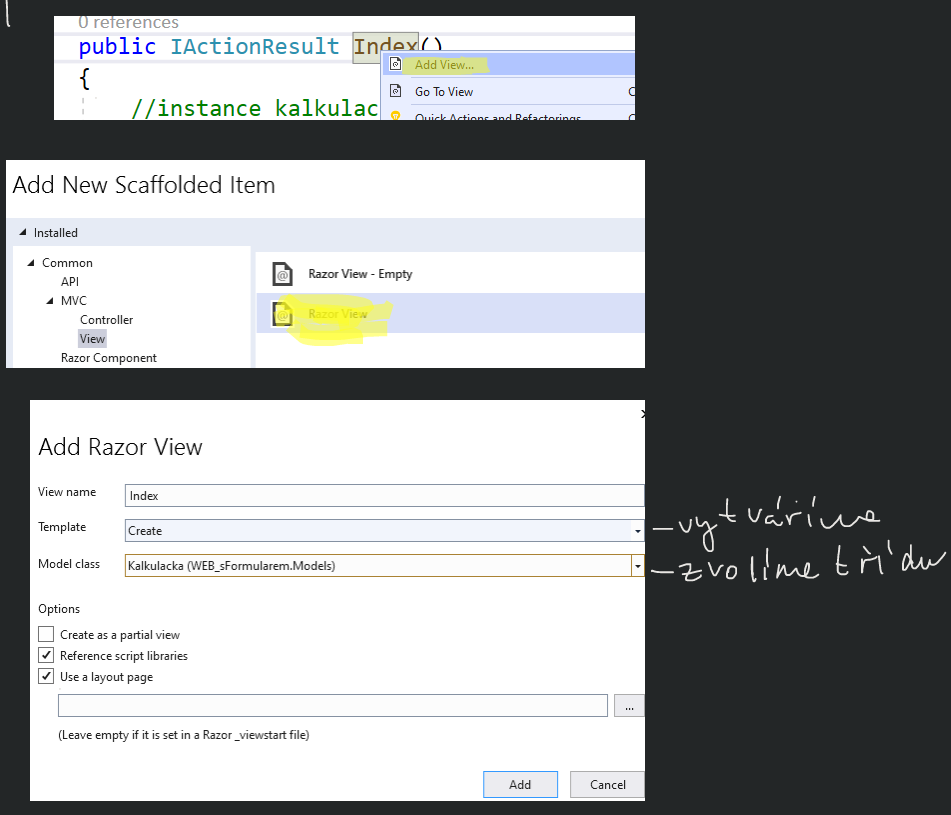 0 references
public IActionResult Index()
{
Add View...
Go To View
//instance kalkulac
Quick Actions and Refactorings
Add New Scaffolded Item
Installed
Common
API
MVC
Controller
View
Razor Component
Razor View - Empty
Razor View
Add Razor View
View name
Index
Template
Create
-vytváříme
Model class
Kalkulacka (WEB_sFormularem.Models)
-zvolíme třídu
Options
Create as a partial view
Reference script libraries
Use a layout page
...
(Leave empty if it is set in a Razor _viewstart file)
Add
Cancel